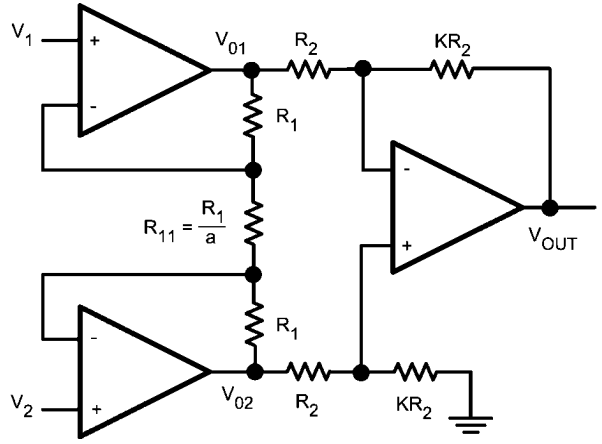 V1
+
-
V01
R2
KR2
R1
-
+
R11 = R1/a
VOUT
R1
-
+
V2
V02
R2
KR2